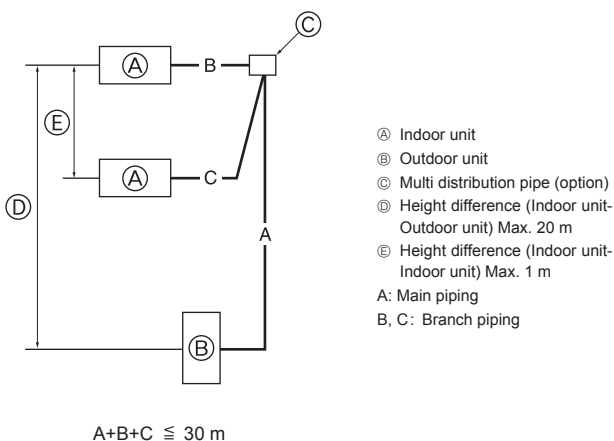 Ⓒ
Ⓐ B
Ⓔ
Ⓐ C
Ⓓ
A
Ⓑ
A+B+C ≦ 30 m
Ⓐ Indoor unit
Ⓑ Outdoor unit
Ⓒ Multi distribution pipe (option)
Ⓓ Height difference (Indoor unit-
Outdoor unit) Max. 20 m
Ⓔ Height difference (Indoor unit-
Indoor unit) Max. 1 m
A: Main piping
B, C: Branch piping